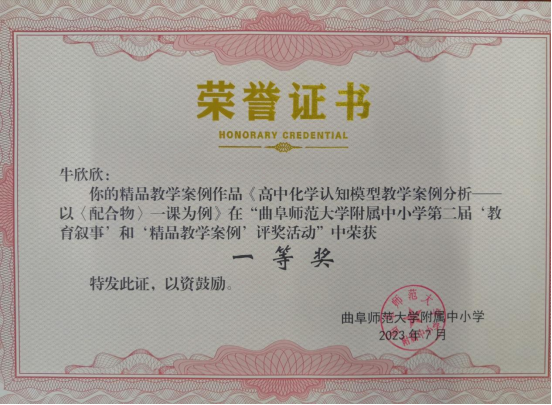 荣誉证书
HONORARY CREDENTIAL
牛欣欣：
你的精品教学案例作品《高中化学认知模型教学案例分析——
以〈配合物〉一课为例》在“曲阜师范大学附属中小学第二届‘教
育叙事’和‘精品教学案例’评奖活动”中荣获
一等奖
特发此证，以资鼓励。
曲阜师范大学附属中小学
2023年7月